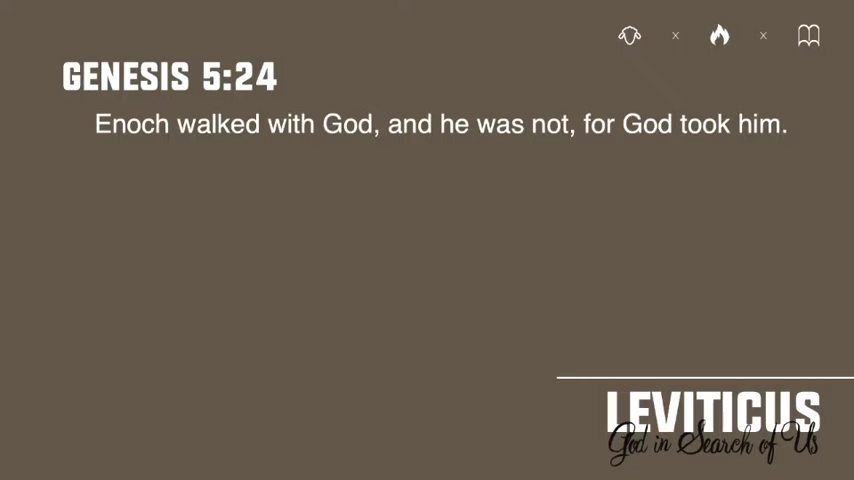 x x
GENESIS 5:24
Enoch walked with God, and he was not, for God took him.
LEVITICUS
God in Search of Us